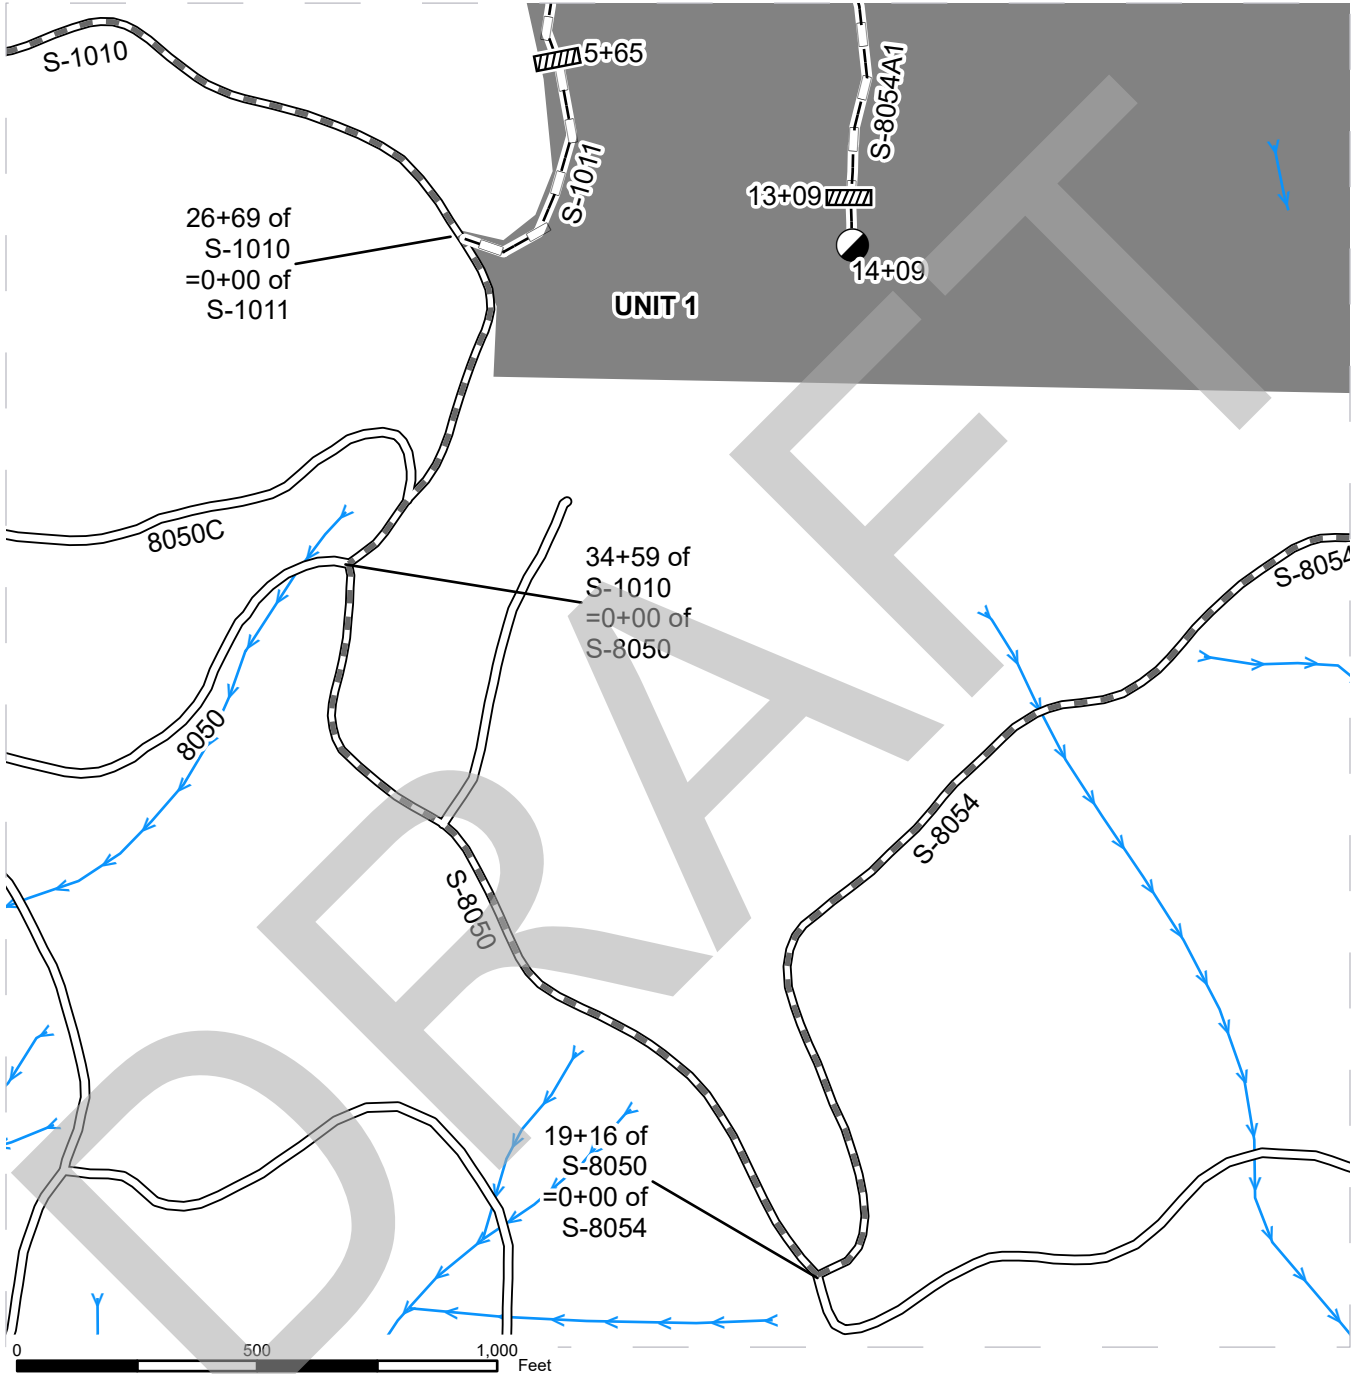 S-1010
5+65
S-8054A1
S-1011
13+09
14+09
26+69 of
S-1010
=0+00 of
S-1011
UNIT 1
8050C
34+59 of
S-1010
=0+00 of
S-8050
S-8054
8050
S-8054
S-8050
19+16 of
S-8050
=0+00 of
S-8054
DRAFT
0 500 1,000
Feet